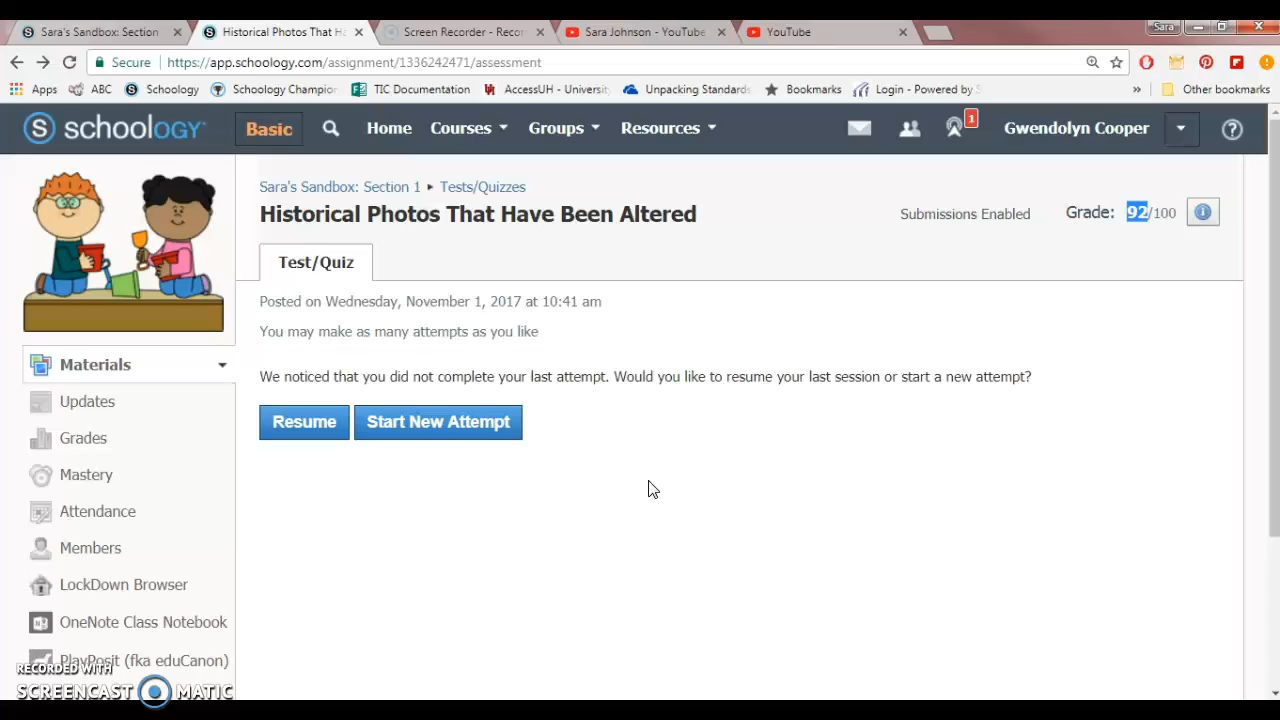 Sara's Sandbox: Section
Historical Photos That Ha
Screen Recorder - Recor
Sara Johnson - YouTube
YouTube
Sara
Secure
https://app.schoology.com/assignment/1336242471/assessment
Apps
ABC
Schoology
Schoology Champion
TIC Documentation
AccessUH - Universit
Unpacking Standards
Bookmarks
Login - Powered by S
»
Other bookmarks
S schoology
Basic
Home
Courses
Groups
Resources
1
Gwendolyn Cooper
?
Sara's Sandbox: Section 1 ▸ Tests/Quizzes
Historical Photos That Have Been Altered
Submissions Enabled
Grade: 92/100
Test/Quiz
Posted on Wednesday, November 1, 2017 at 10:41 am
You may make as many attempts as you like
We noticed that you did not complete your last attempt. Would you like to resume your last session or start a new attempt?
Resume
Start New Attempt
Materials
Updates
Grades
Mastery
Attendance
Members
LockDown Browser
OneNote Class Notebook
PlayPosit (fka eduCanon)
RECORDED WITH
SCREENCAST MATIC